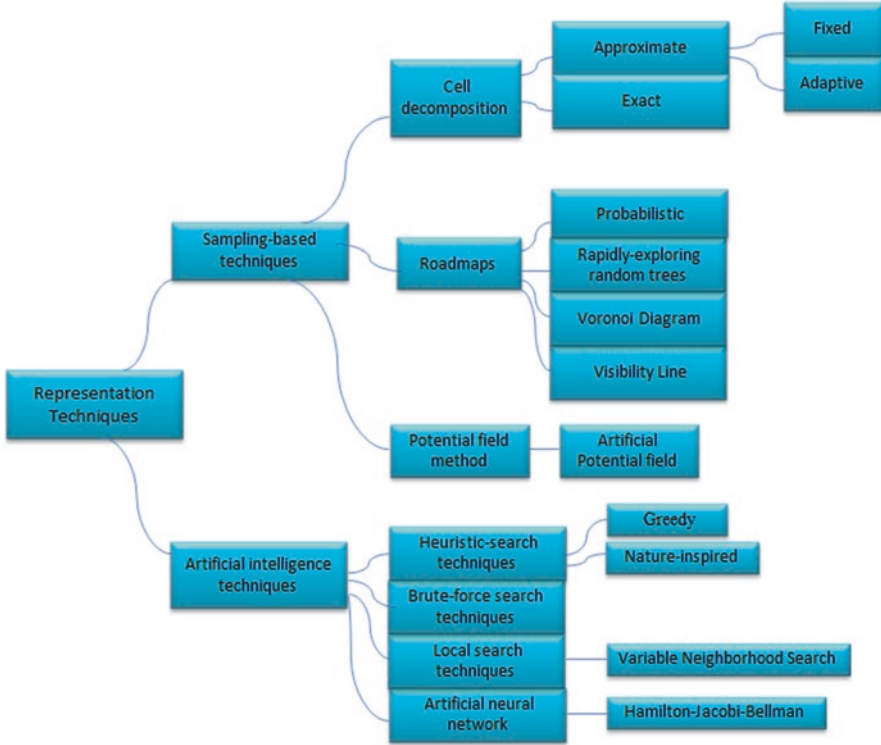 Representation
Techniques
Sampling-based
techniques
Cell
decomposition
Approximate
Fixed
Adaptive
Exact
Roadmaps
Probabilistic
Rapidly-exploring
random trees
Voronoi Diagram
Visibility Line
Potential field
method
Artificial
Potential field
Artificial intelligence
techniques
Heuristic-search
techniques
Greedy
Nature-inspired
Brute-force search
techniques
Local search
techniques
Variable Neighborhood Search
Artificial neural
network
Hamilton-Jacobi-Bellman